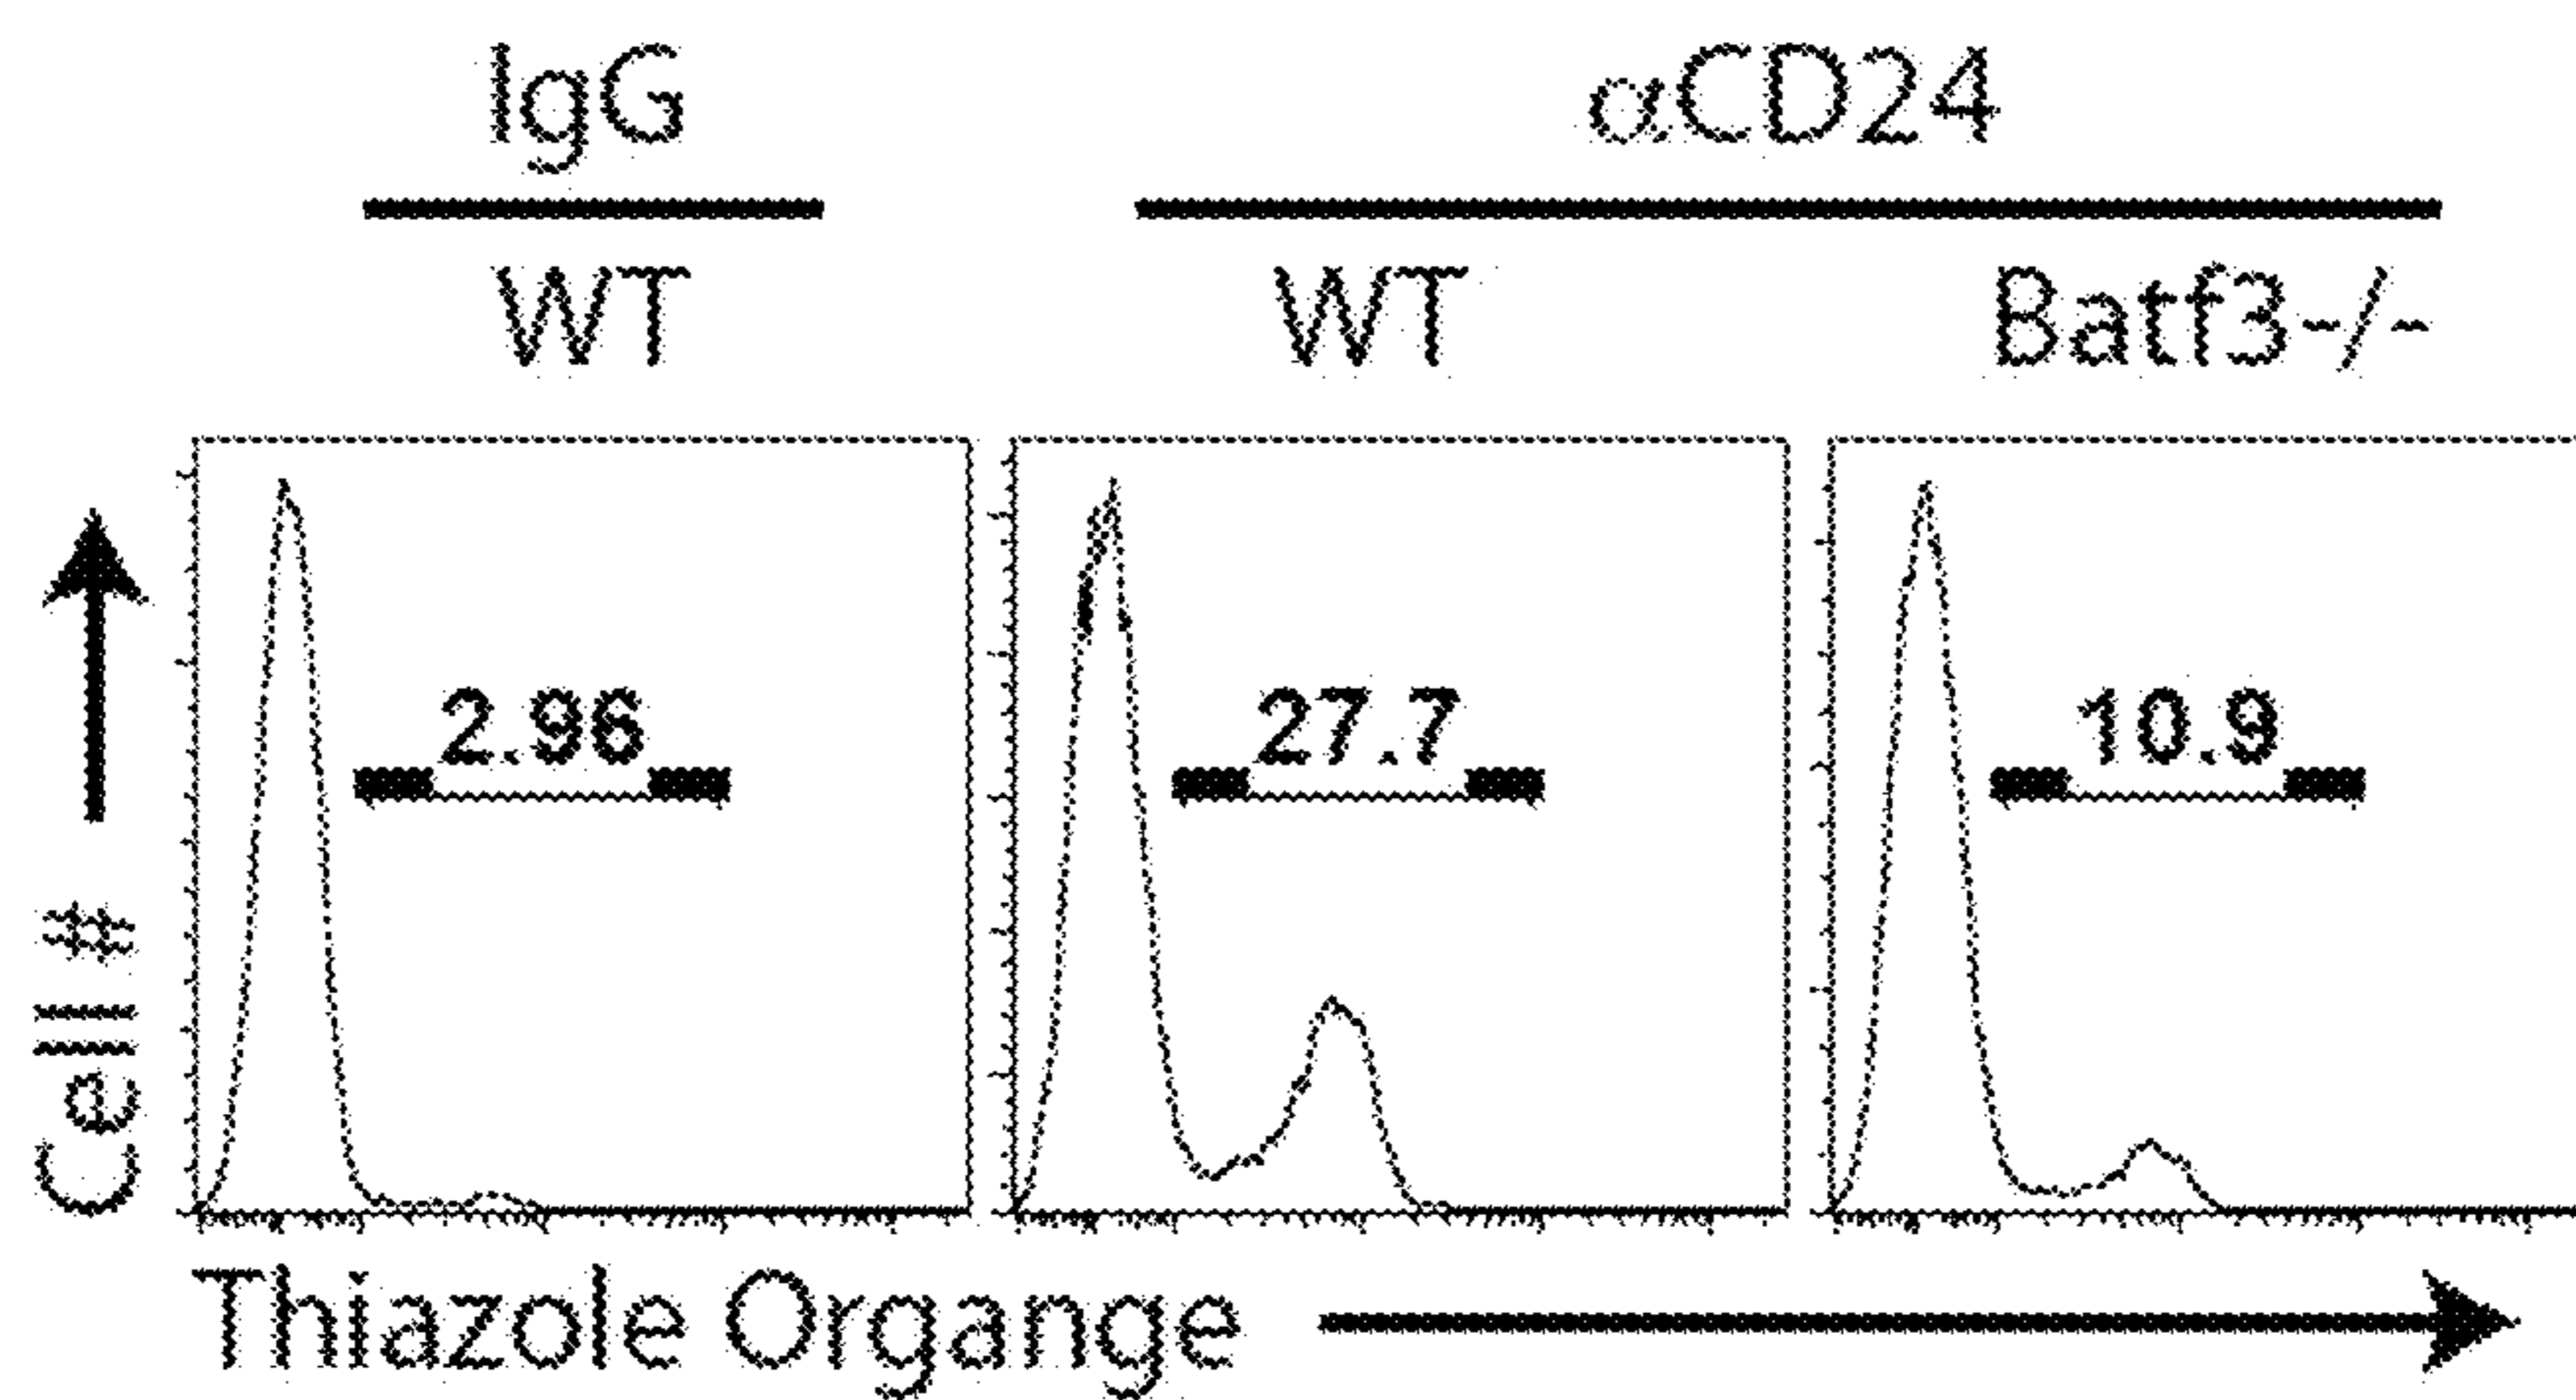 IgG αCD24
WT WT Batf3-/-
2.96 27.7 10.9
Cell #
Thiazole Organge